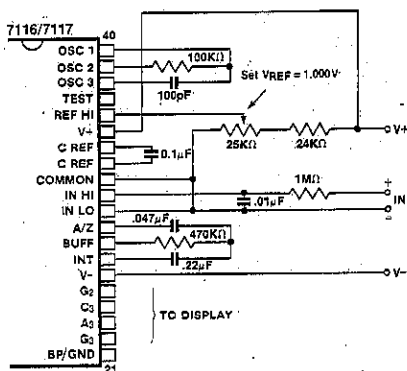 7116/7117
40
OSC 1
OSC 2
100KΩ
OSC 3
100pF
TEST
Set VREF = 1.000V
REF HI
V+
25KΩ
24KΩ
V+
C REF
0.1µF
C REF
COMMON
1MΩ
+
IN HI
.01µF
IN
IN LO
-
A/Z
.047µF
BUFF
470KΩ
INT
.22µF
V-
V-
G2
C3
TO DISPLAY
A3
G3
BP/GND
21